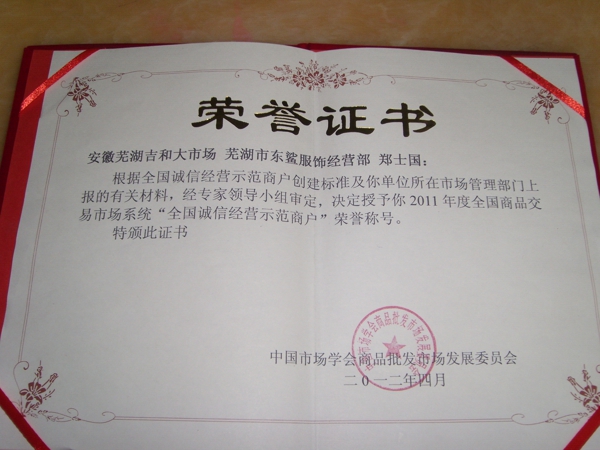 荣誉证书
安徽芜湖吉和大市场 芜湖市东鲨服饰经营部 郑士国：
根据全国诚信经营示范商户创建标准及你单位所在市场管理部门上
报的有关材料，经专家领导小组审定，决定授予你 2011 年度全国商品交
易市场系统“全国诚信经营示范商户”荣誉称号。
特颁此证书
中国市场学会商品批发市场发展委员会
二〇一二年四月